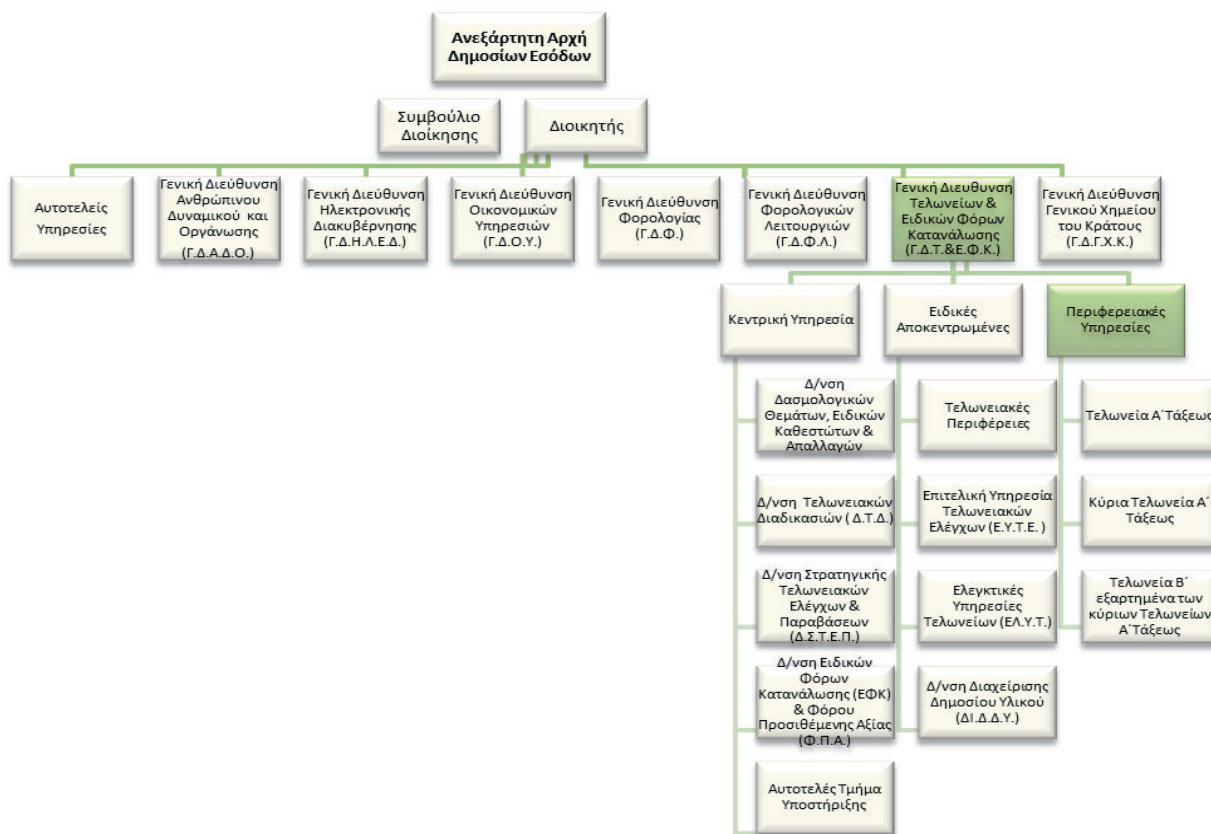 Ανεξάρτητη Αρχή
Δημοσίων Εσόδων
Συμβούλιο
Διοίκησης
Διοικητής
Αυτοτελείς
Υπηρεσίες
Γενική Διεύθυνση
Ανθρώπινου
Δυναμικού και
Οργάνωσης
(Γ.Δ.Α.Δ.Ο.)
Γενική Διεύθυνση
Ηλεκτρονικής
Διακυβέρνησης
(Γ.Δ.Η.Λ.Ε.Δ.)
Γενική Διεύθυνση
Οικονομικών
Υπηρεσιών
(Γ.Δ.Ο.Υ.)
Γενική Διεύθυνση
Φορολογίας
(Γ.Δ.Φ.)
Γενική Διεύθυνση
Φορολογικών
Λειτουργιών
(Γ.Δ.Φ.Λ.)
Γενική Διευθυνση
Τελωνείων &
Ειδικών Φόρων
Κατανάλωσης
(Γ.Δ.Τ.&Ε.Φ.Κ.)
Γενική Διεύθυνση
Γενικού Χημείου
του Κράτους
(Γ.Δ.Γ.Χ.Κ.)
Κεντρική Υπηρεσία
Δ/νση
Δασμολογικών
Θεμάτων, Ειδικών
Καθεστώτων &
Απαλλαγών
Δ/νση Τελωνειακών
Διαδικασιών ( Δ.Τ.Δ.)
Δ/νση Στρατηγικής
Τελωνειακών
Ελέγχων &
Παραβάσεων
(Δ.Σ.Τ.Ε.Π.)
Δ/νση Ειδικών
Φόρων
Κατανάλωσης (ΕΦΚ)
& Φόρου
Προσιθέμενης Αξίας
(Φ.Π.Α.)
Αυτοτελές Τμήμα
Υποστήριξης
Ειδικές
Αποκεντρωμένες
Τελωνειακές
Περιφέρειες
Επιτελική Υπηρεσία
Τελωνειακών
Ελέγχων (Ε.Υ.Τ.Ε. )
Ελεγκτικές
Υπηρεσίες
Τελωνείων (ΕΛ.Υ.Τ.)
Δ/νση Διαχείρισης
Δημοσίου Υλικού
(ΔΙ.Δ.Δ.Υ.)
Περιφερειακές
Υπηρεσίες
Τελωνεία Α΄Τάξεως
Κύρια Τελωνεία Α΄
Τάξεως
Τελωνεία Β΄
εξαρτημένα των
κύριων Τελωνείων
Α΄Τάξεως